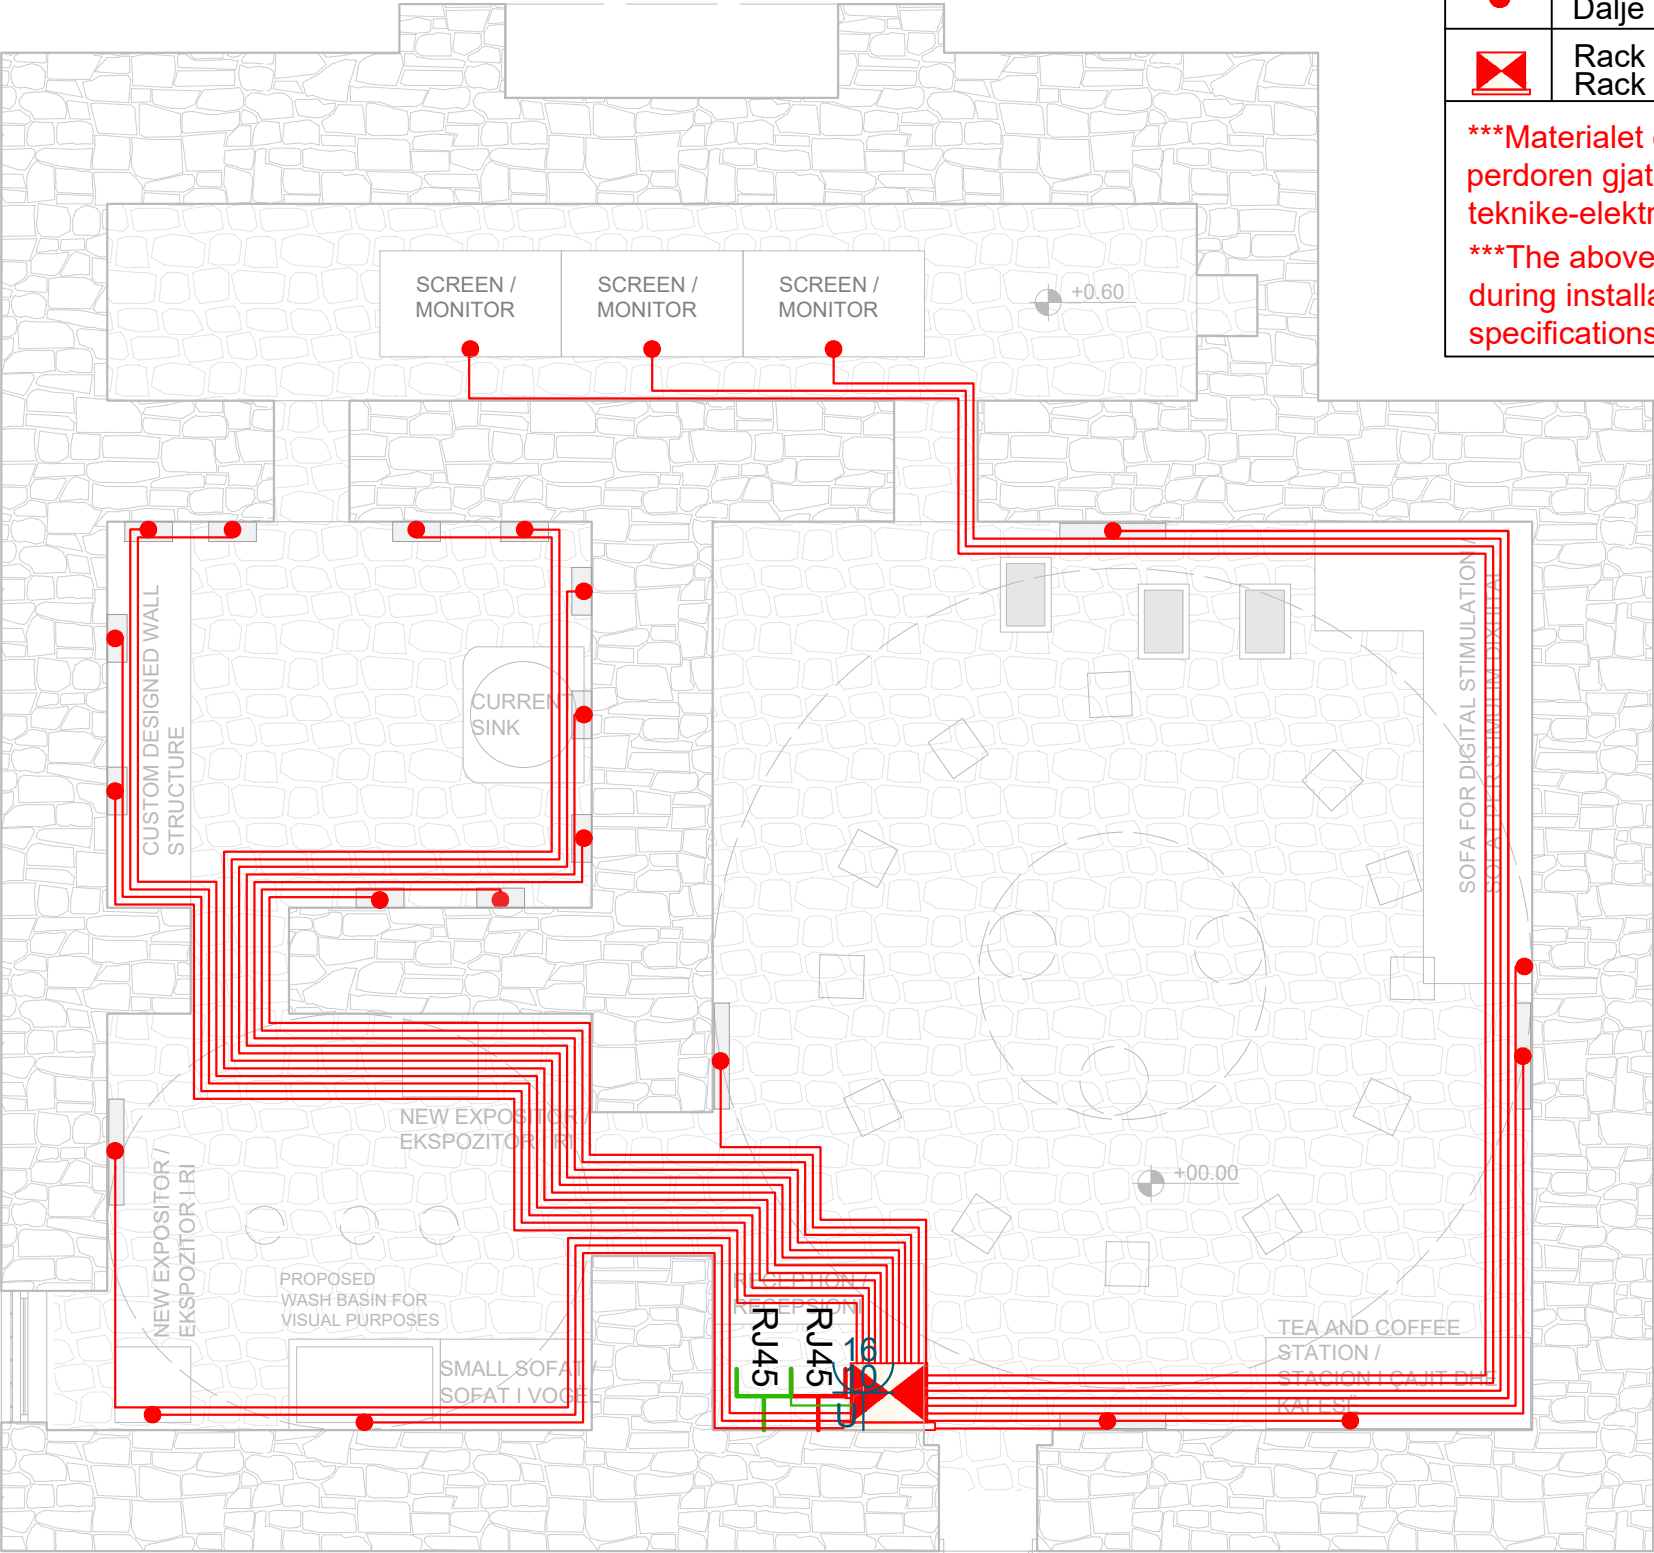 Dalje
Rack
Rack
***Materialet
perdoren gjat
teknike-elektr
***The above
during installa
specifications
SCREEN /
MONITOR
SCREEN /
MONITOR
SCREEN /
MONITOR
+0.60
CUSTOM DESIGNED WALL
STRUCTURE
CURRENT
SINK
SOFA FOR DIGITAL STIMULATION
NEW EXPOSITOR /
EKSPOZITOR I RI
NEW EXPOSITOR /
EKSPOZITOR I RI
+00.00
PROPOSED
WASH BASIN FOR
VISUAL PURPOSES
SMALL SOFAT /
SOFAT I VOGËL
RECEPTION /
RECEPSIONI
RJ45
RJ45
16
19
U
TEA AND COFFEE
STATION /
STACION I ÇAJIT DHE
KAFESË